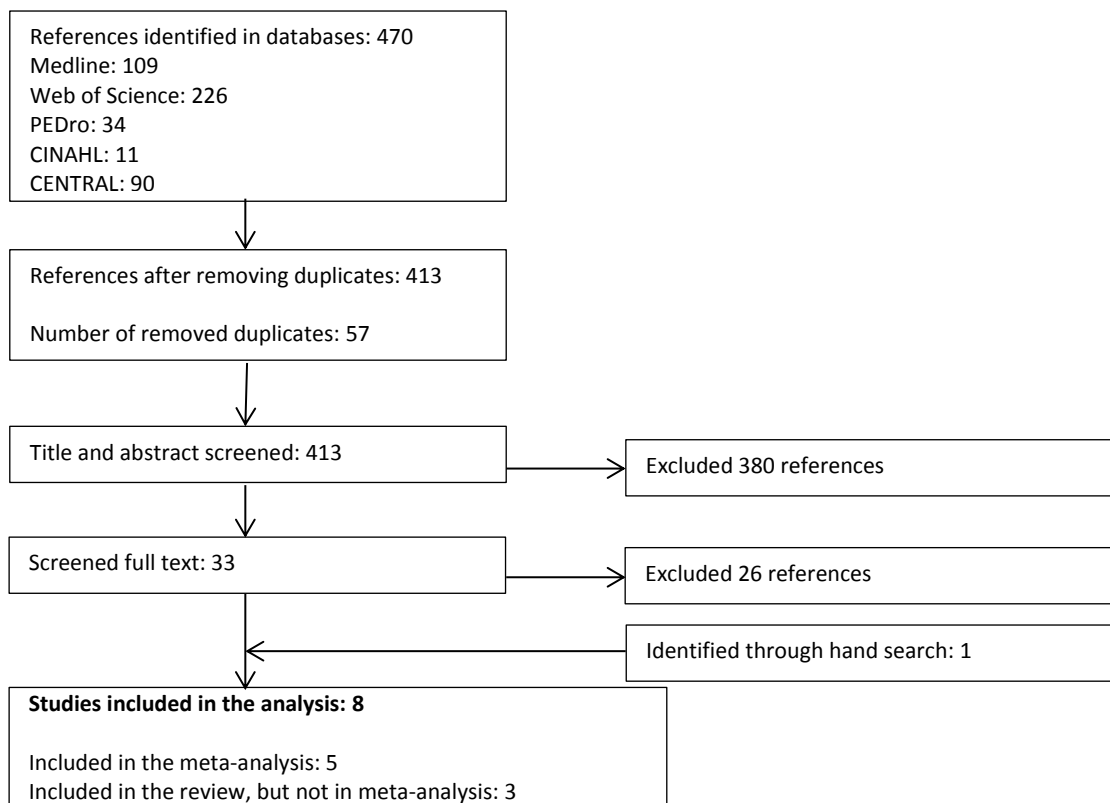 References identified in databases: 470
Medline: 109
Web of Science: 226
PEDro: 34
CINAHL: 11
CENTRAL: 90
References after removing duplicates: 413
Number of removed duplicates: 57
Title and abstract screened: 413
Excluded 380 references
Screened full text: 33
Excluded 26 references
Identified through hand search: 1
Studies included in the analysis: 8
Included in the meta-analysis: 5
Included in the review, but not in meta-analysis: 3